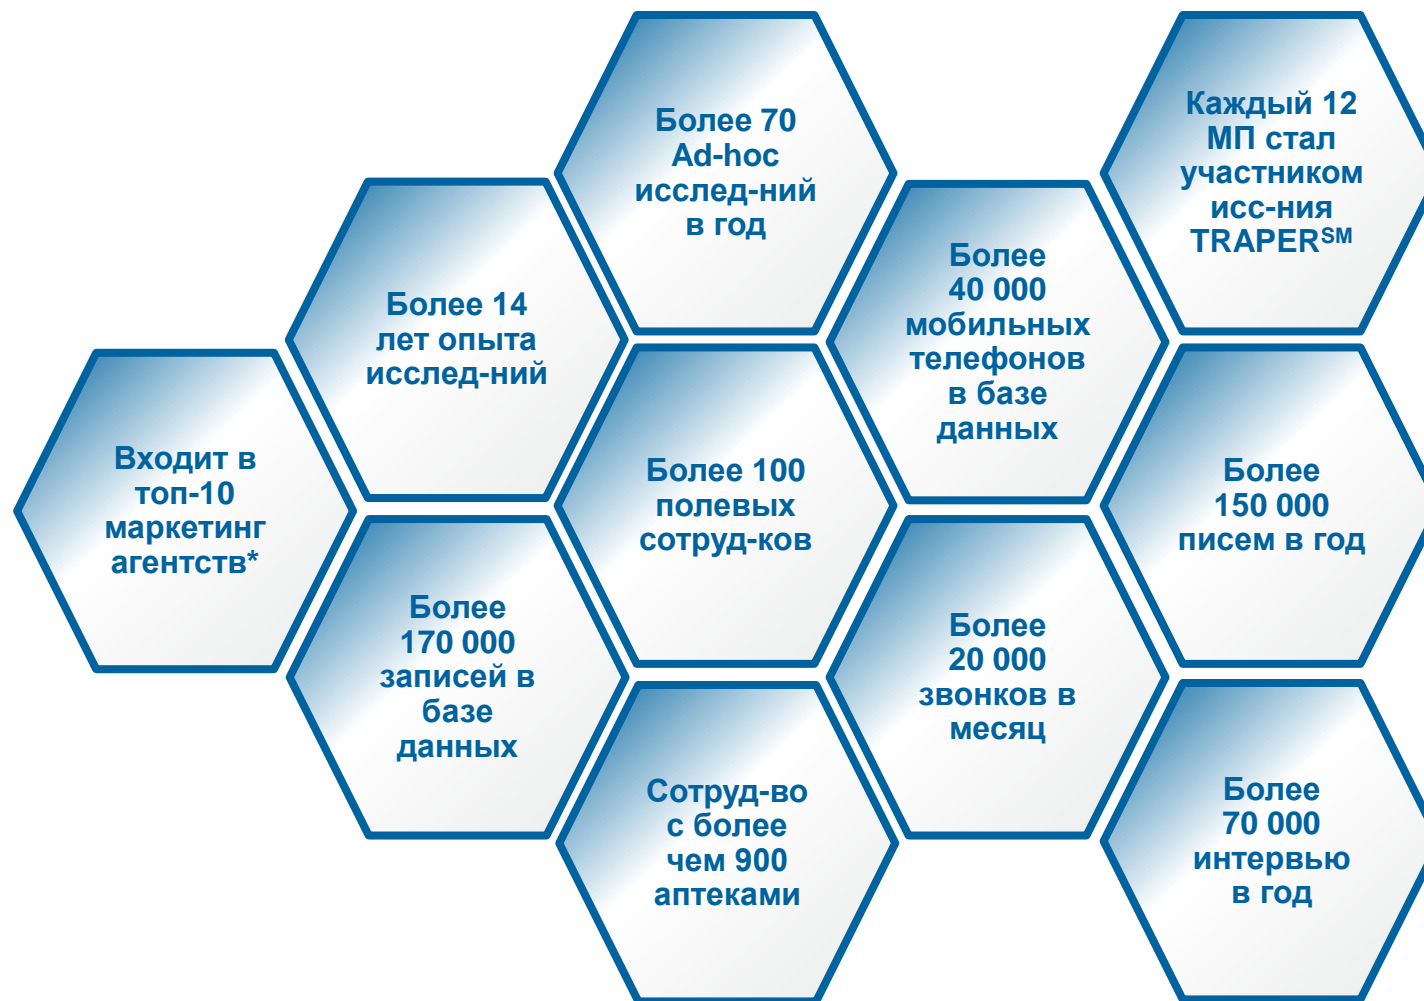 Входит в
топ-10
маркетинг
агентств*
Более 14
лет опыта
исслед-ний
Более
170 000
записей в
базе
данных
Более 70
Ad-hoc
исслед-ний
в год
Более 100
полевых
сотруд-ков
Сотруд-во
с более
чем 900
аптеками
Более
40 000
мобильных
телефонов
в базе
данных
Более
20 000
звонков в
месяц
Каждый 12
МП стал
участником
исс-ния
TRAPERSM
Более
150 000
писем в год
Более
70 000
интервью
в год